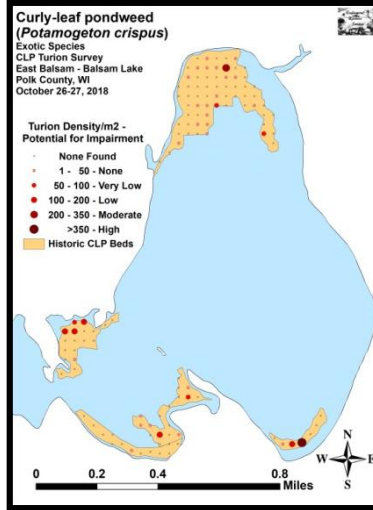 Curly-leaf pondweed
(Potamogeton crispus)
Exotic Species
CLP Turion Survey
East Balsam - Balsam Lake
Polk County, WI
October 26-27, 2018
Turion Density/m2 -
Potential for Impairment
None Found
1 - 50 - None
50 - 100 - Very Low
100 - 200 - Low
200 - 350 - Moderate
>350 - High
Historic CLP Beds
N
W E
S
0 0.2 0.4 0.8
Miles